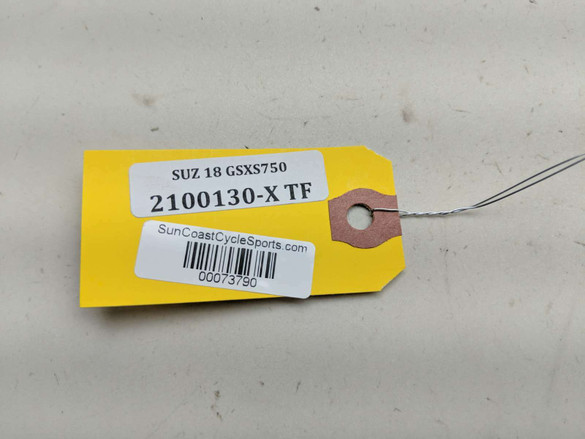 SUZ 18 GSXS750
2100130-X TF
SunCoastCycleSports.com
00073790